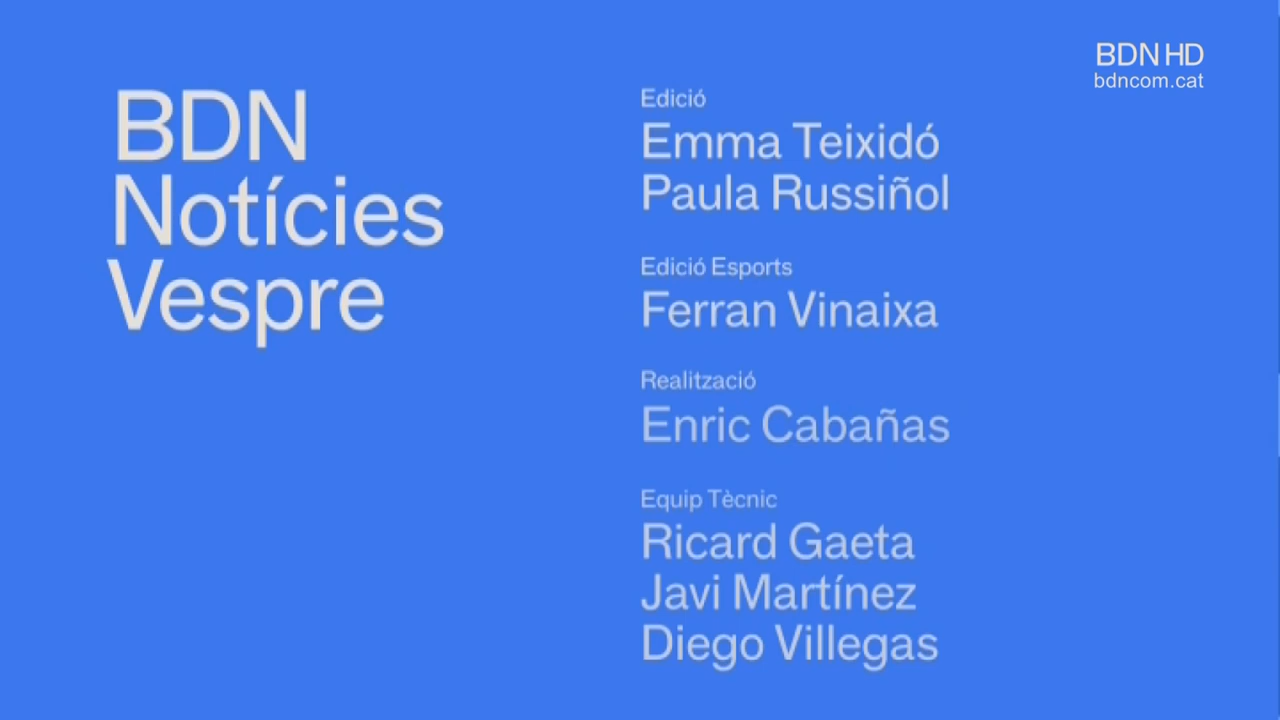 BDN HD
bdncom.cat
BDN
Notícies
Vespre
Edició
Emma Teixidó
Paula Russiñol
Edició Esports
Ferran Vinaixa
Realització
Enric Cabañas
Equip Tècnic
Ricard Gaeta
Javi Martínez
Diego Villegas